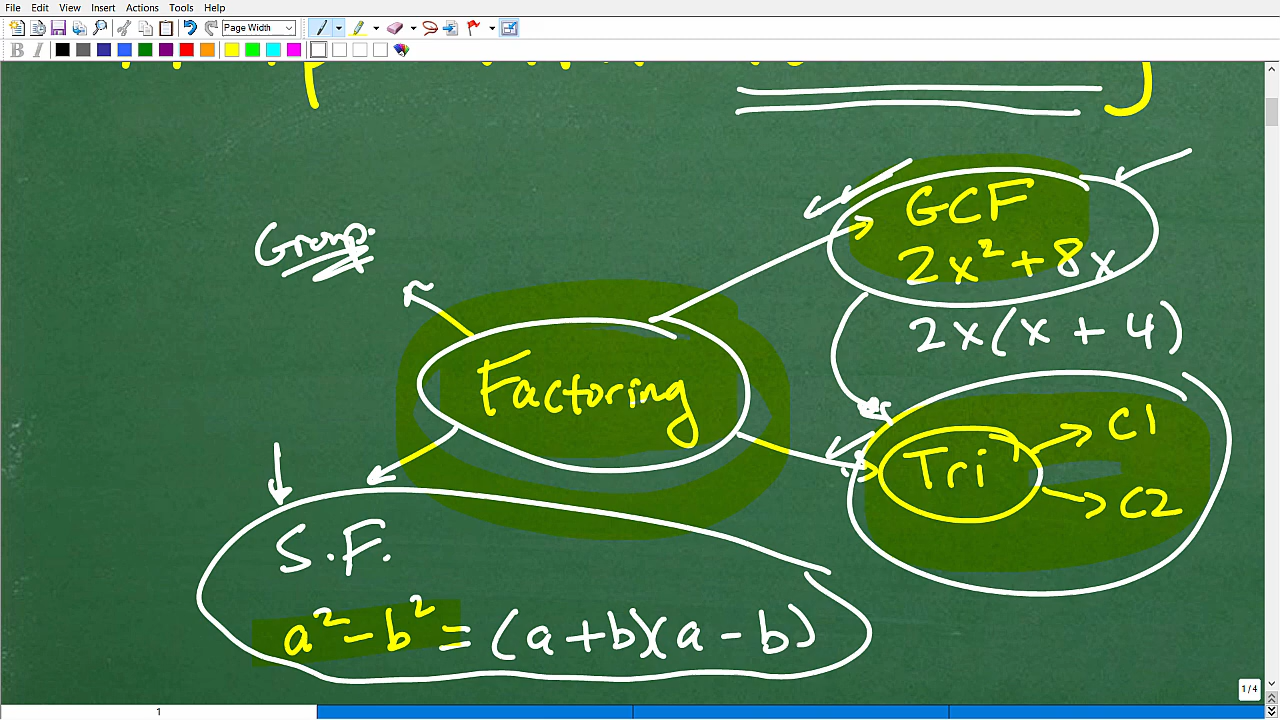 File Edit View Insert Actions Tools Help
Page Width
B I
Group.
GCF
2x² + 8x
2x(x + 4)
Factoring
Tri
C1
C2
S.F.
a² - b² = (a + b)(a - b)
1/4
1